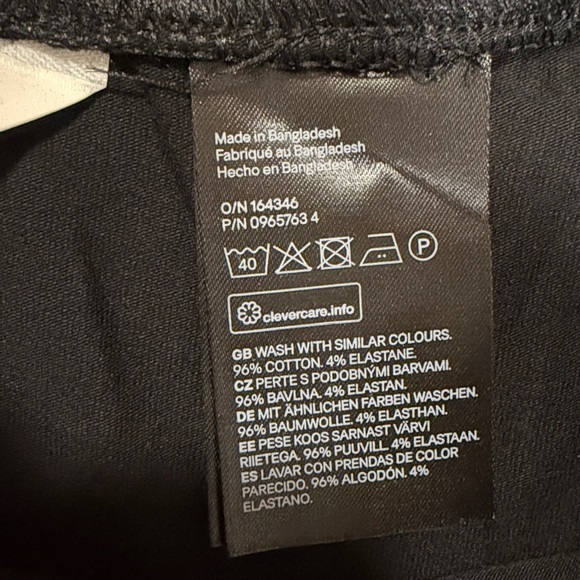 Made in Bangladesh
Fabriqué au Bangladesh
Hecho en Bangladesh
O/N 164346
P/N 0965763 4
40 P
clevercare.info
GB WASH WITH SIMILAR COLOURS.
96% COTTON. 4% ELASTANE.
CZ PERTE S PODOBNÝMI BARVAMI.
96% BAVLNA. 4% ELASTAN.
DE MIT ÄHNLICHEN FARBEN WASCHEN.
96% BAUMWOLLE. 4% ELASTHAN.
EE PESE KOOS SARNAST VÄRVI
RIIETEGA. 96% PUUVILL. 4% ELASTAAN.
ES LAVAR CON PRENDAS DE COLOR
PARECIDO. 96% ALGODÓN. 4%
ELASTANO.